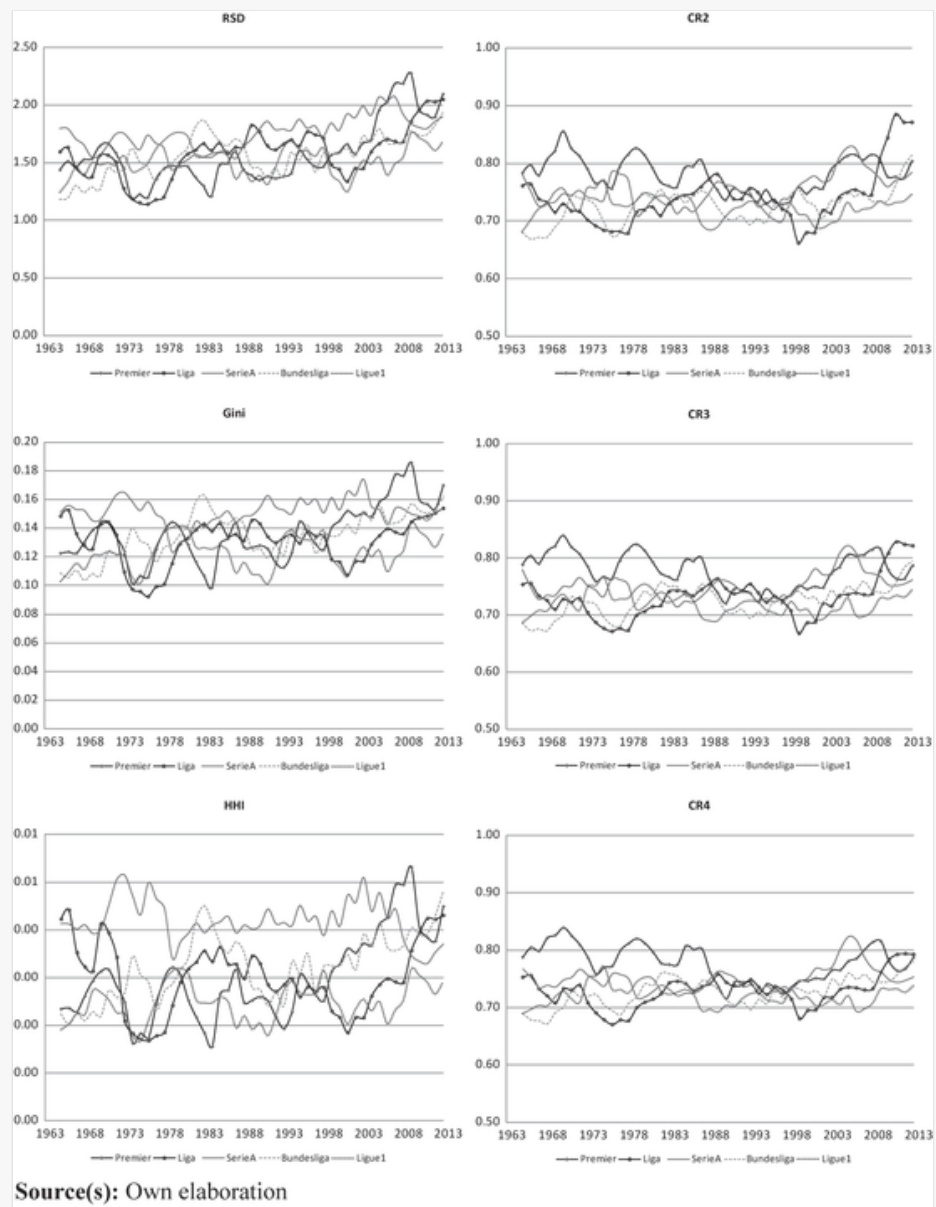 RSD
2.50
2.00
1.50
1.00
0.50
0.00
1963 1968 1973 1978 1983 1988 1993 1998 2003 2008 2013
Premier Liga SerieA Bundesliga Ligue1
CR2
1.00
0.90
0.80
0.70
0.60
0.50
1963 1968 1973 1978 1983 1988 1993 1998 2003 2008 2013
Premier Liga SerieA Bundesliga Ligue1
Gini
0.20
0.18
0.16
0.14
0.12
0.10
0.08
0.06
0.04
0.02
0.00
1963 1968 1973 1978 1983 1988 1993 1998 2003 2008 2013
Premier Liga SerieA Bundesliga Ligue1
CR3
1.00
0.90
0.80
0.70
0.60
0.50
1963 1968 1973 1978 1983 1988 1993 1998 2003 2008 2013
Premier Liga SerieA Bundesliga Ligue1
HHI
0.01
0.01
0.00
0.00
0.00
0.00
0.00
1963 1968 1973 1978 1983 1988 1993 1998 2003 2008 2013
Premier Liga SerieA Bundesliga Ligue1
CR4
1.00
0.90
0.80
0.70
0.60
0.50
1963 1968 1973 1978 1983 1988 1993 1998 2003 2008 2013
Premier Liga SerieA Bundesliga Ligue1
Source(s): Own elaboration